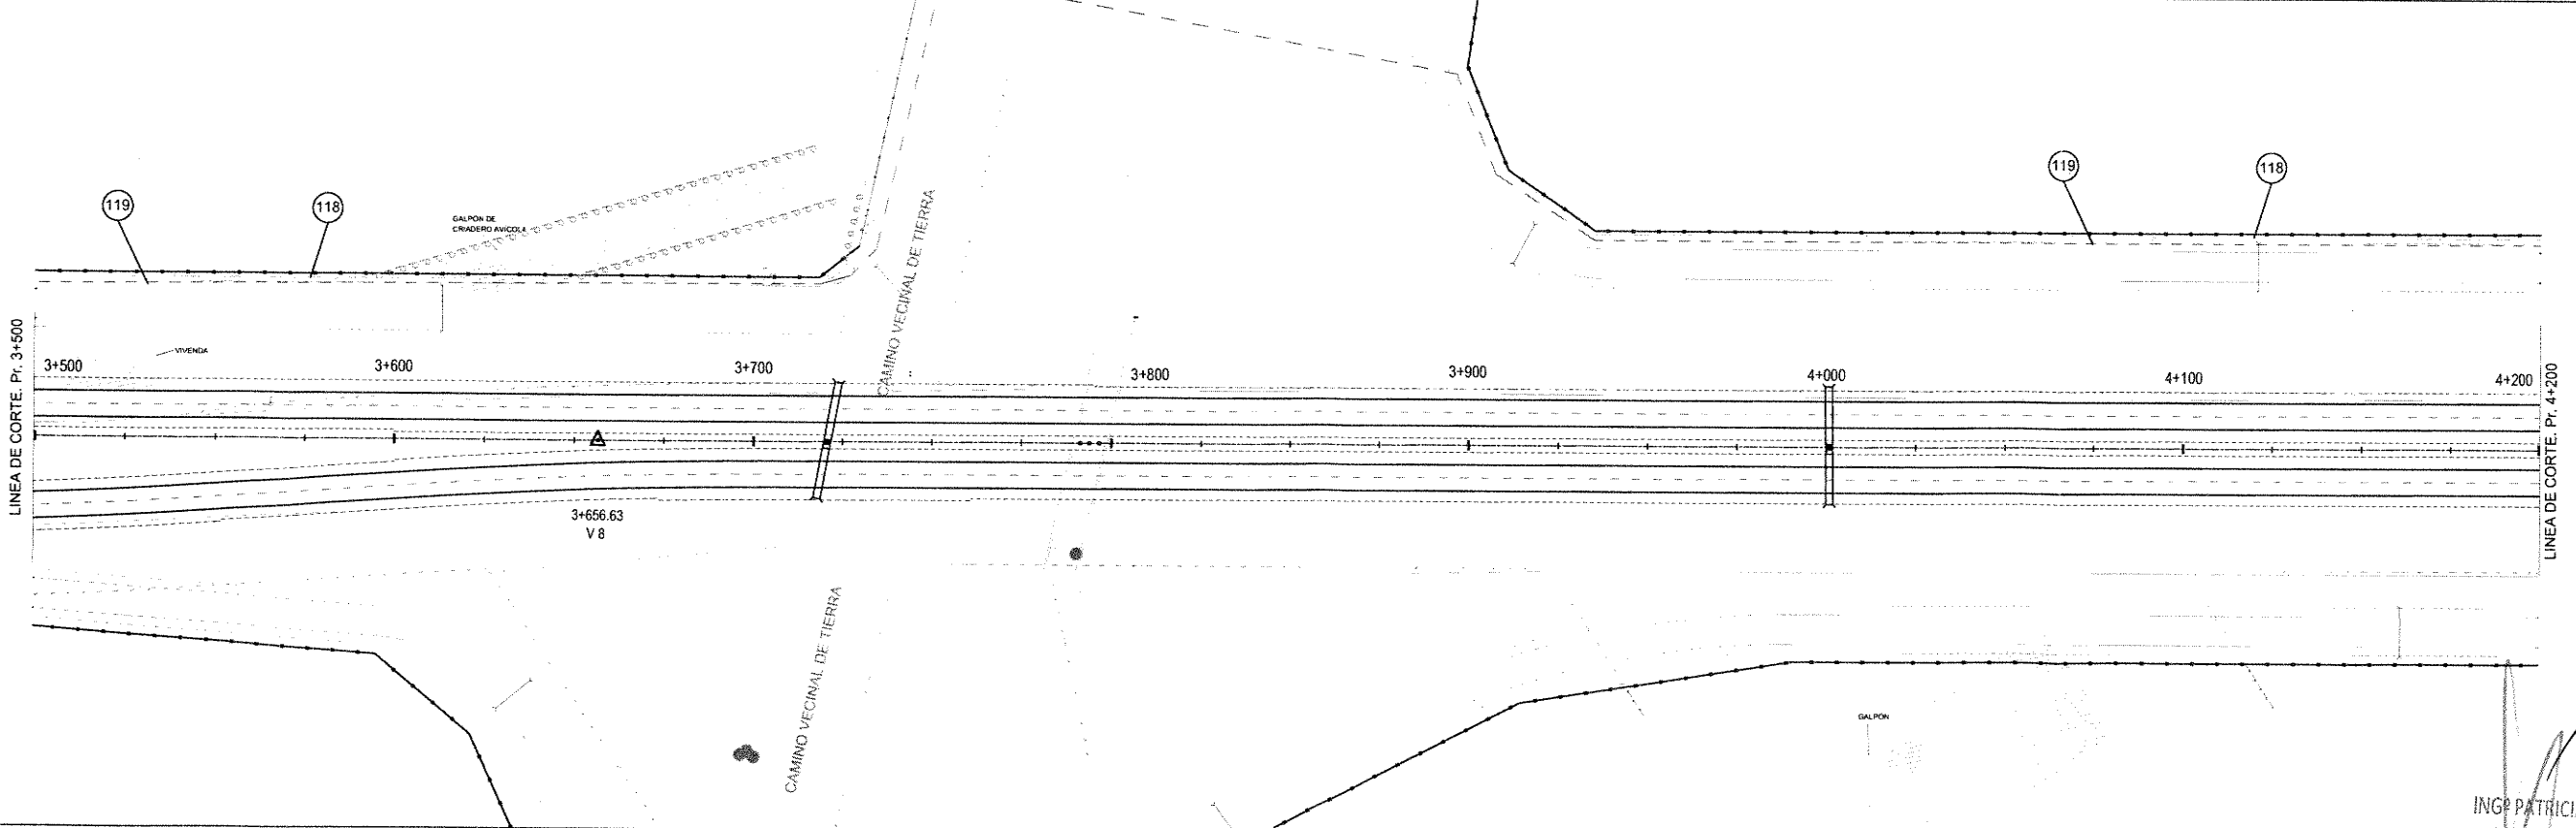 119
118
GALPÓN DE
CRIADERO AVICOLA
CAMINO VECINAL DE TIERRA
119
118
LINEA DE CORTE. Pr. 3+500
VIVENDA
3+500
3+600
3+700
3+800
3+900
4+000
4+100
4+200
LINEA DE CORTE. Pr. 4+200
3+656.63
V 8
CAMINO VECINAL DE TIERRA
GALPON
INGº PATRICI